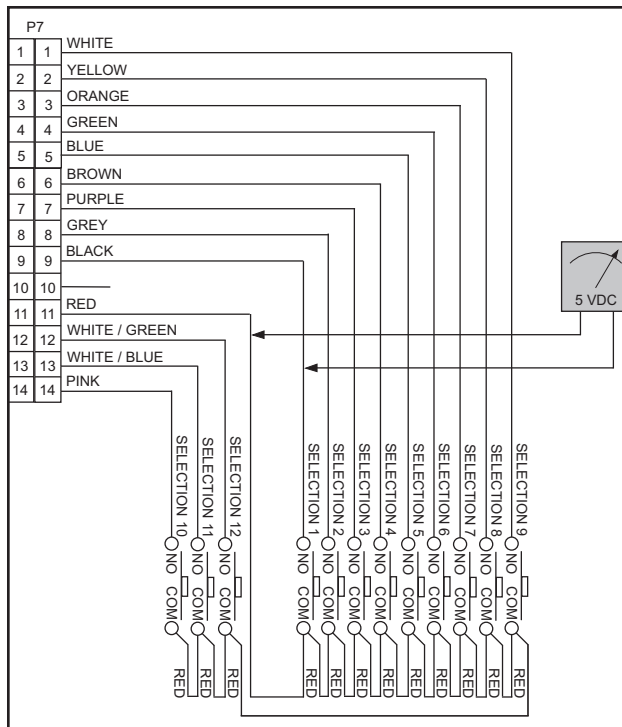 P7
1 1 WHITE
2 2 YELLOW
3 3 ORANGE
4 4 GREEN
5 5 BLUE
6 6 BROWN
7 7 PURPLE
8 8 GREY
9 9 BLACK
10 10
11 11 RED
12 12 WHITE / GREEN
13 13 WHITE / BLUE
14 14 PINK
5 VDC
SELECTION 10
SELECTION 11
SELECTION 12
SELECTION 1
SELECTION 2
SELECTION 3
SELECTION 4
SELECTION 5
SELECTION 6
SELECTION 7
SELECTION 8
SELECTION 9
NO COM
NO COM
NO COM
NO COM
NO COM
NO COM
NO COM
NO COM
NO COM
NO COM
NO COM
NO COM
RED
RED
RED
RED
RED
RED
RED
RED
RED
RED